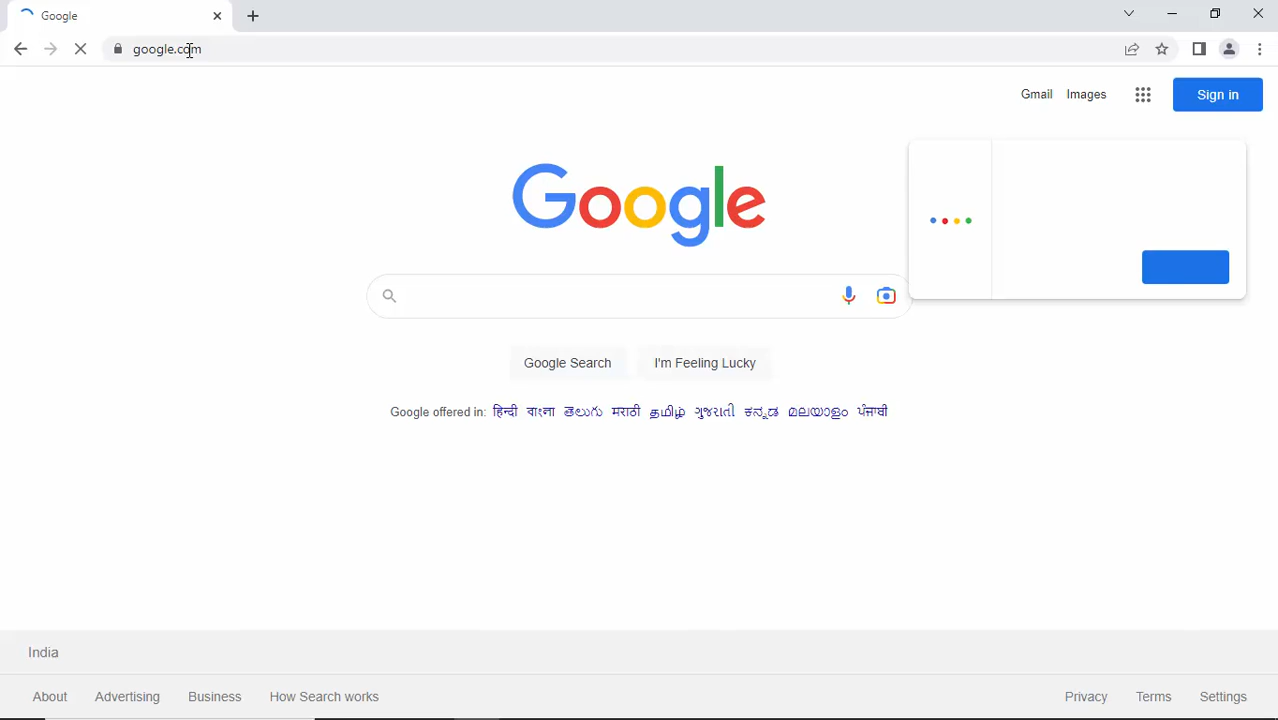 Google
google.com
Gmail Images Sign in
Google
Google Search I'm Feeling Lucky
Google offered in: हिन्दी বাংলা తెలుగు मराठी தமிழ் ગુજરાતી ಕನ್ನಡ മലയാളം ਪੰਜਾਬੀ
India
About Advertising Business How Search works Privacy Terms Settings